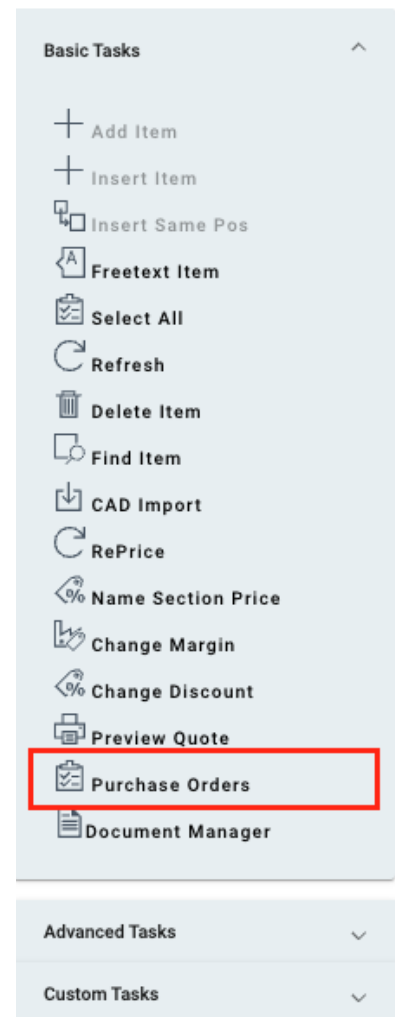 Basic Tasks
Add Item
Insert Item
Insert Same Pos
A Freetext Item
Select All
Refresh
Delete Item
Find Item
CAD Import
RePrice
% Name Section Price
Change Margin
% Change Discount
Preview Quote
Purchase Orders
Document Manager
Advanced Tasks
Custom Tasks